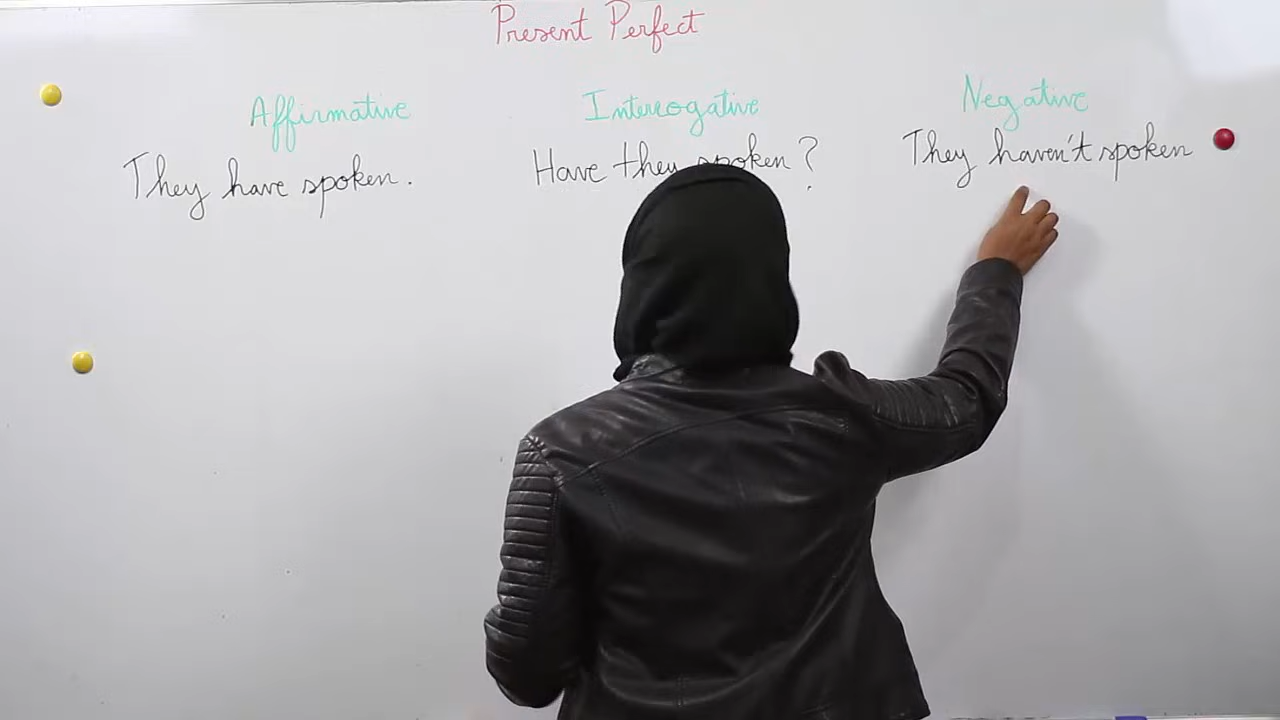 Present Perfect
Affirmative
Interrogative
Negative
They have spoken.
Have they spoken ?
They haven't spoken